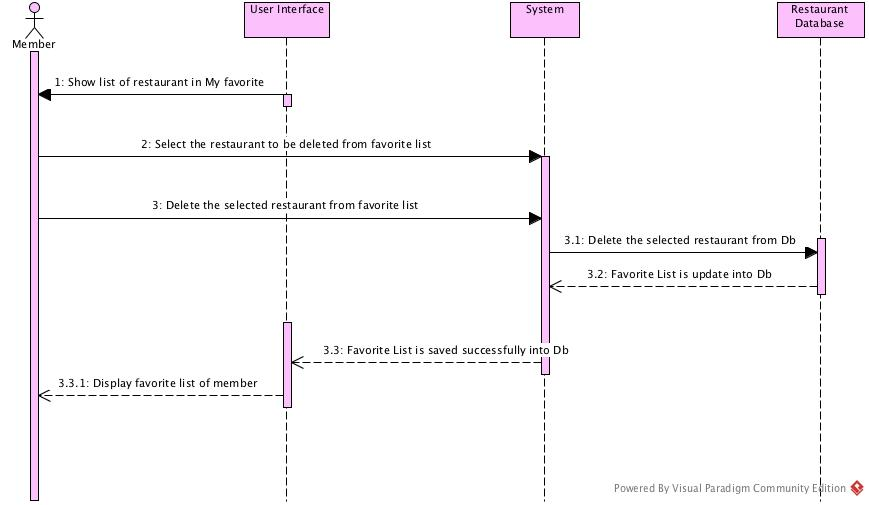 User Interface
System
Restaurant
Database
Member
1: Show list of restaurant in My favorite
2: Select the restaurant to be deleted from favorite list
3: Delete the selected restaurant from favorite list
3.1: Delete the selected restaurant from Db
3.2: Favorite List is update into Db
3.3: Favorite List is saved successfully into Db
3.3.1: Display favorite list of member
Powered By Visual Paradigm Community Edition